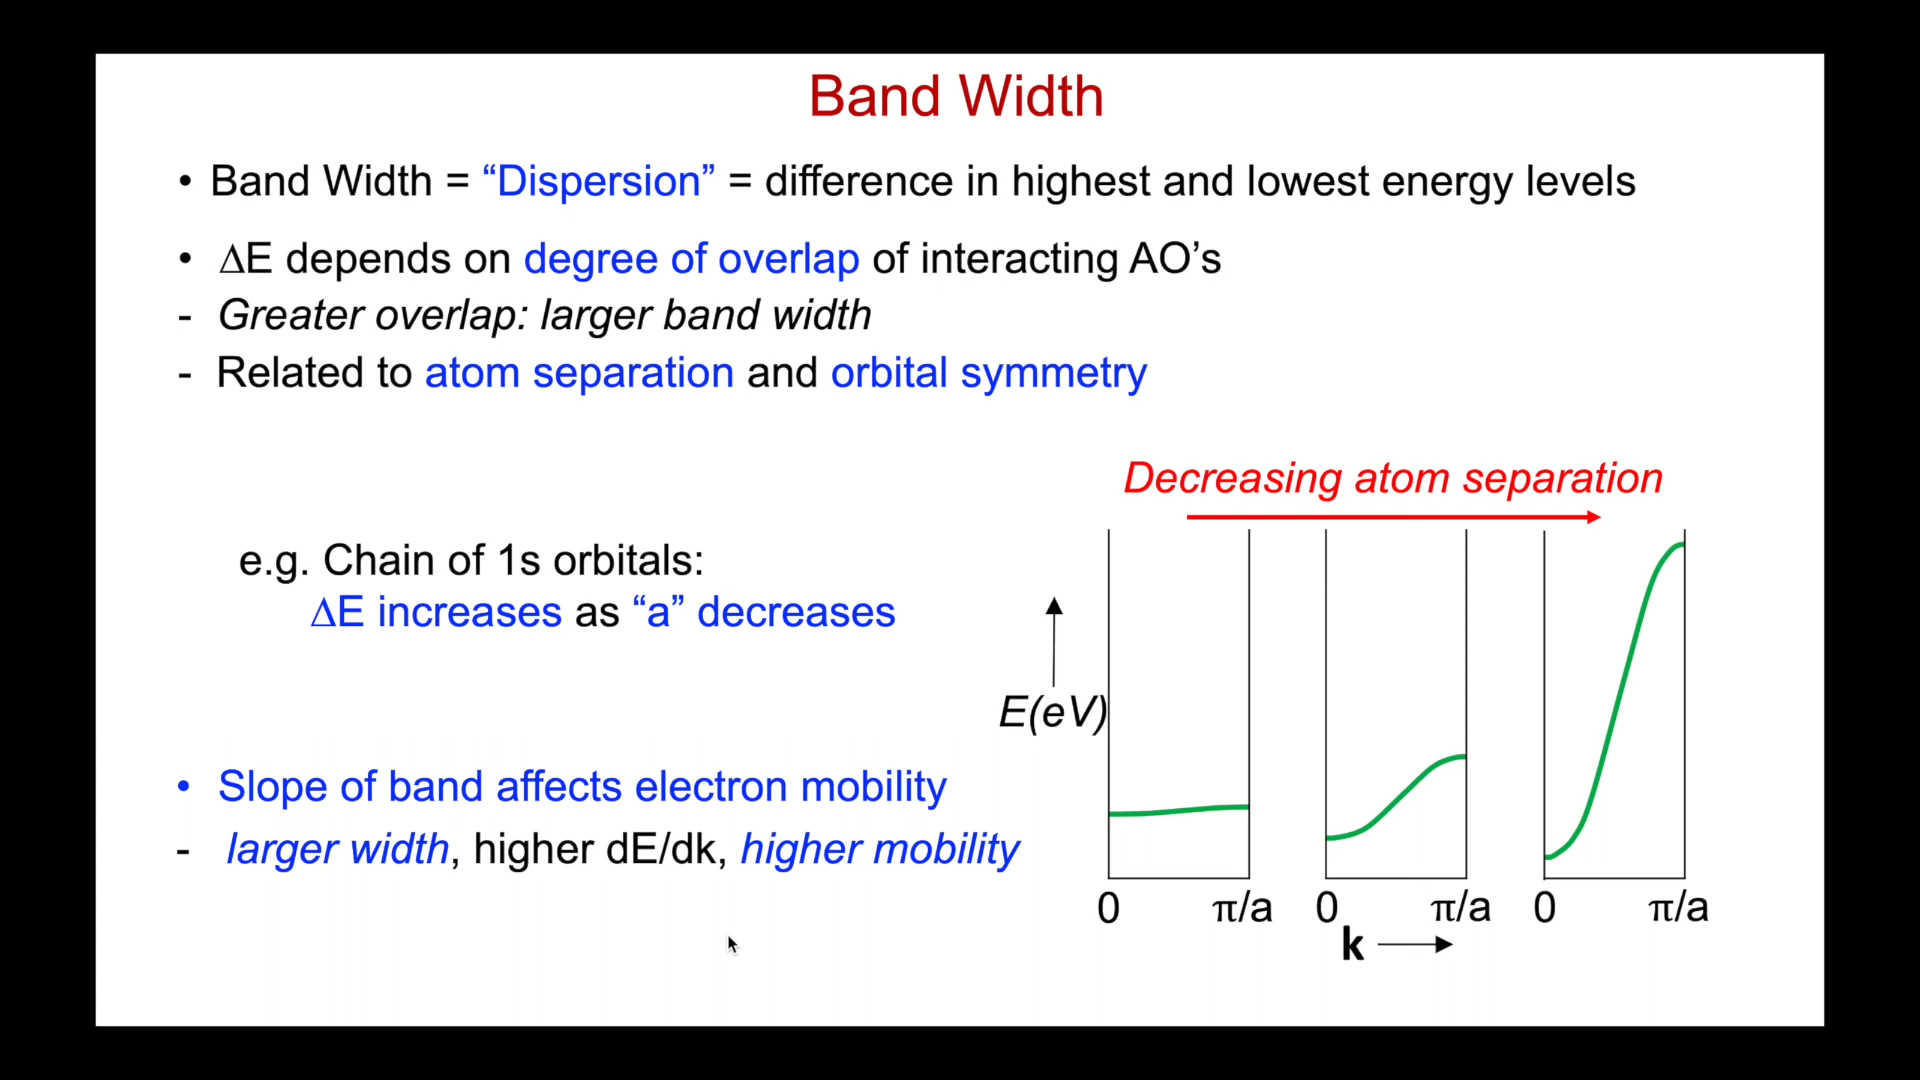 Band Width
• Band Width = “Dispersion” = difference in highest and lowest energy levels
• ΔE depends on degree of overlap of interacting AO’s
- Greater overlap: larger band width
- Related to atom separation and orbital symmetry
Decreasing atom separation
e.g. Chain of 1s orbitals:
ΔE increases as “a” decreases
E(eV)
• Slope of band affects electron mobility
- larger width, higher dE/dk, higher mobility
0 π/a 0 π/a 0 π/a
k